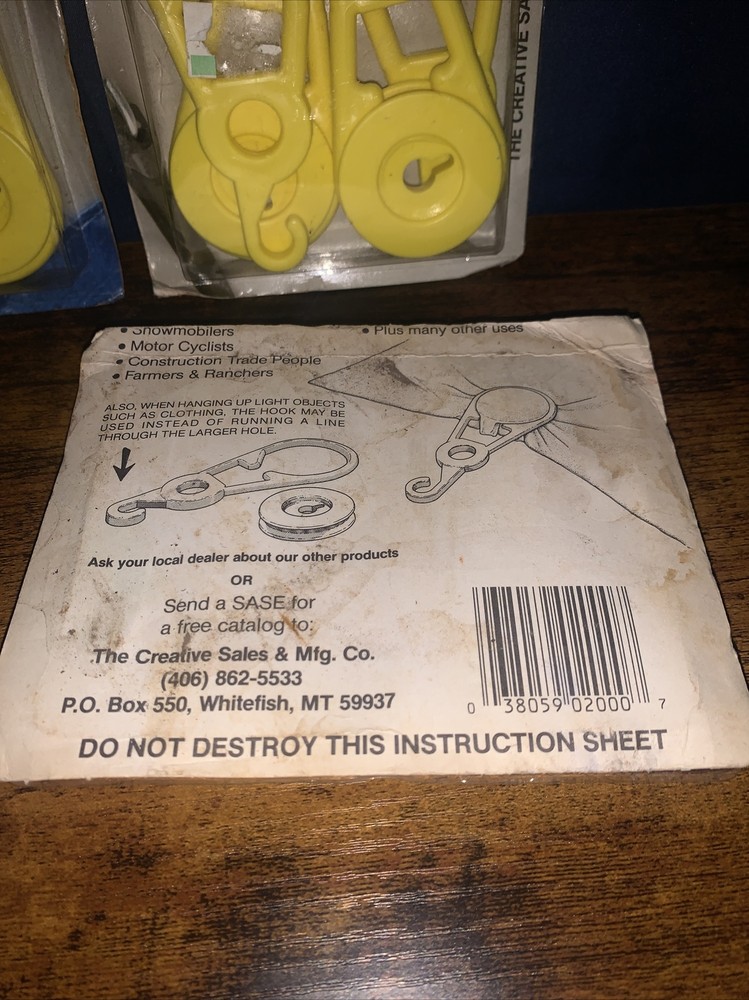 THE CREATIVE SA
• Snowmobilers
• Motor Cyclists
• Construction Trade People
• Farmers & Ranchers
• Plus many other uses
ALSO, WHEN HANGING UP LIGHT OBJECTS
SUCH AS CLOTHING, THE HOOK MAY BE
USED INSTEAD OF RUNNING A LINE
THROUGH THE LARGER HOLE.
Ask your local dealer about our other products
OR
Send a SASE for
a free catalog to:
The Creative Sales & Mfg. Co.
(406) 862-5533
P.O. Box 550, Whitefish, MT 59937
0 38059 02000 7
DO NOT DESTROY THIS INSTRUCTION SHEET